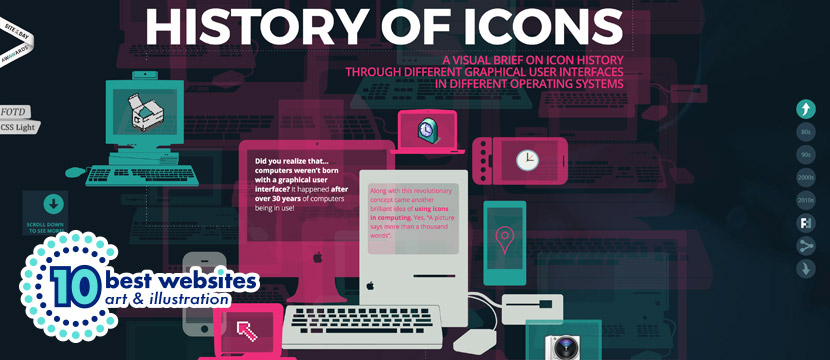 HISTORY OF ICONS
A VISUAL BRIEF ON ICON HISTORY
THROUGH DIFFERENT GRAPHICAL USER INTERFACES
IN DIFFERENT OPERATING SYSTEMS
SITE of the DAY
AWWWARDS
FOTD
CSS Light
Did you realize that...
computers weren't born
with a graphical user
interface? It happened after
over 30 years of computers
being in use!
Along with this revolutionary
concept came another
brilliant idea of using icons
in computing. Yes. "A picture
says more than a thousand
words".
80s
90s
2000s
2010s
SCROLL DOWN
TO SEE MORE
10 best websites
art & illustration